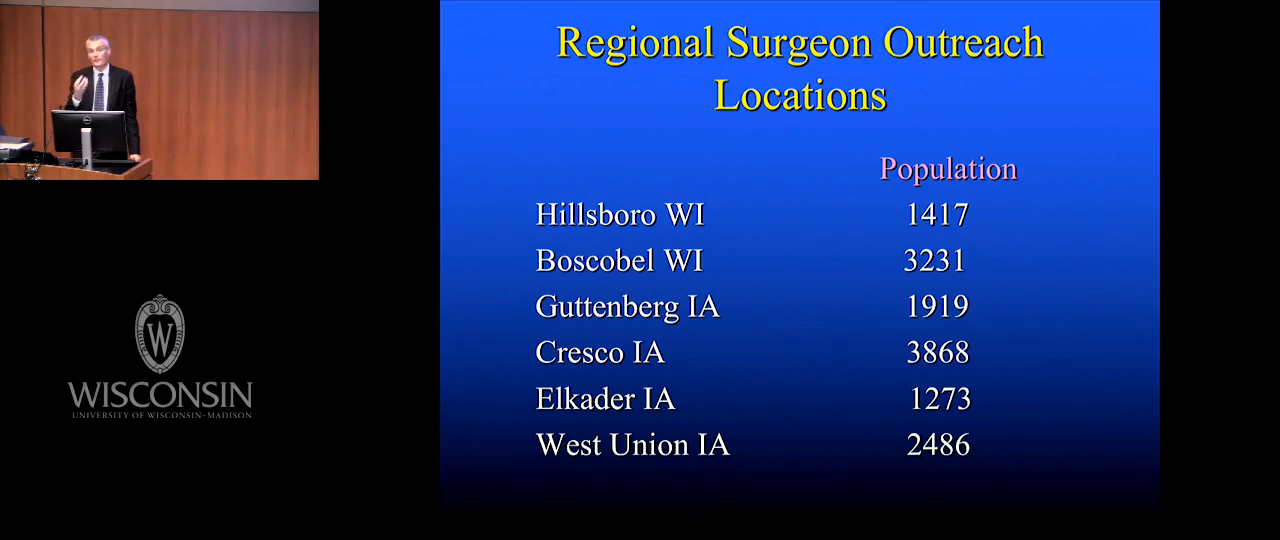 Regional Surgeon Outreach
Locations
Population
Hillsboro WI 1417
Boscobel WI 3231
Guttenberg IA 1919
Cresco IA 3868
Elkader IA 1273
West Union IA 2486
W
WISCONSIN
UNIVERSITY OF WISCONSIN–MADISON